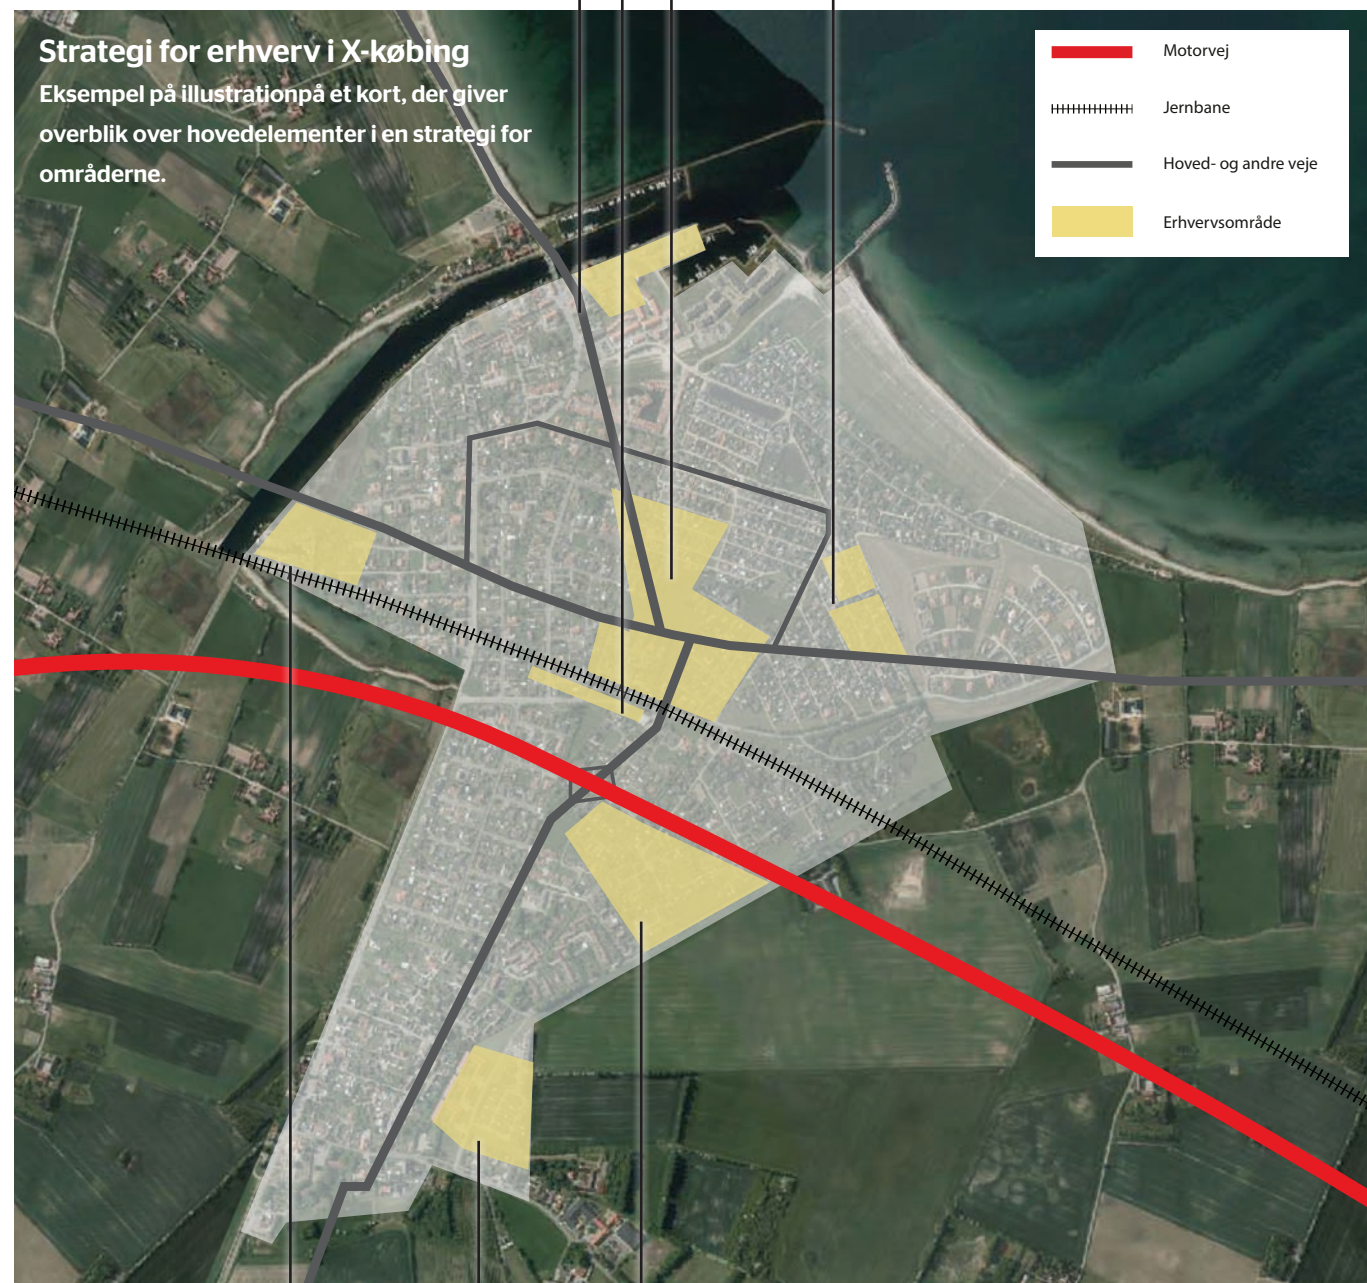 Strategi for erhverv i X-købing
Eksempel på illustrationpå et kort, der giver
overblik over hovedelementer i en strategi for
områderne.
Motorvej
Jernbane
Hoved- og andre veje
Erhvervsområde